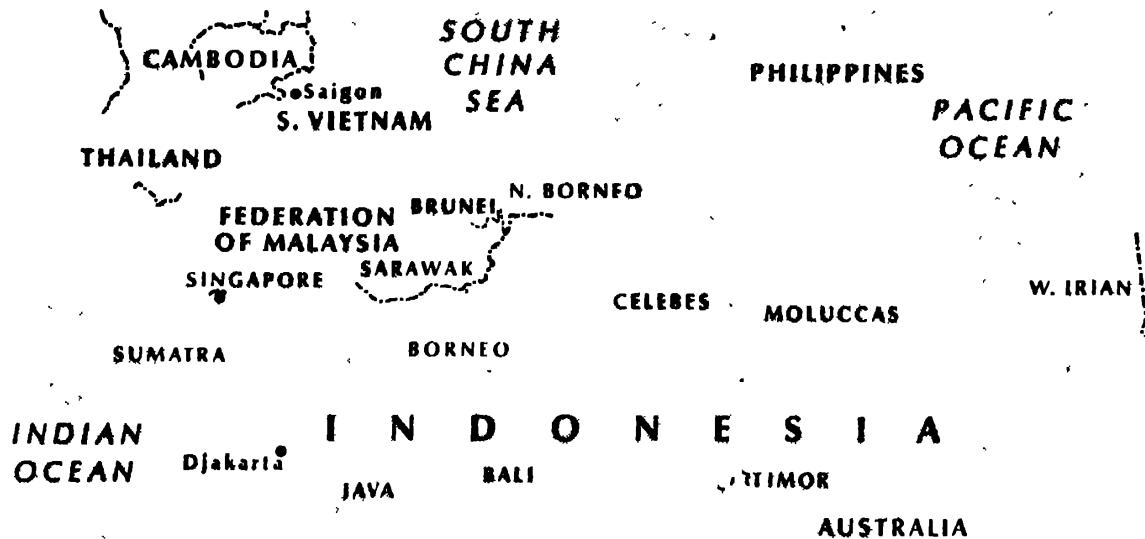 SOUTH
CHINA
SEA
CAMBODIA
Saigon
S. VIETNAM
PHILIPPINES
PACIFIC
OCEAN
THAILAND
N. BORNEO
BRUNEI
FEDERATION
OF MALAYSIA
SARAWAK
SINGAPORE
W. IRIAN
CELEBES
MOLUCCAS
SUMATRA
BORNEO
INDONESIA
INDIAN
OCEAN
Djakarta
JAVA
BALI
TIMOR
AUSTRALIA